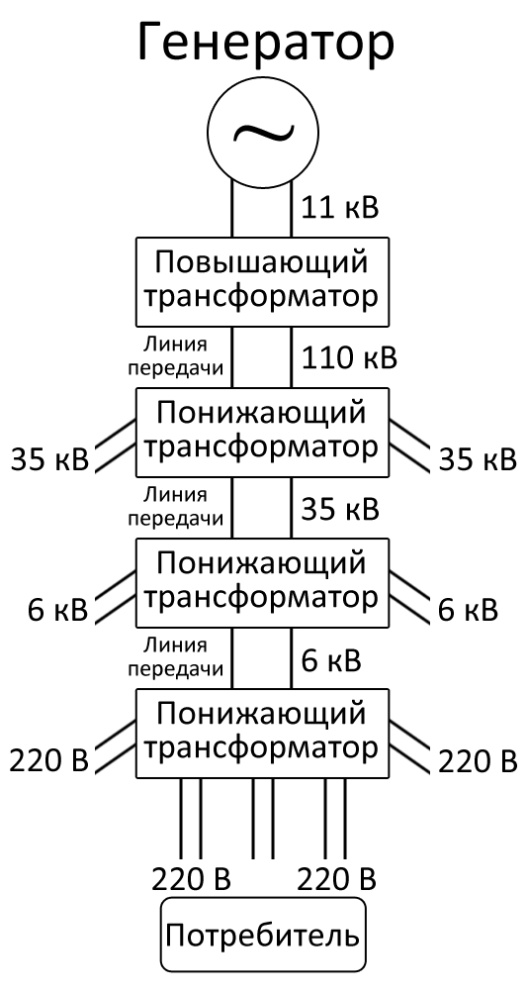 Генератор
11 кВ
Повышающий
трансформатор
Линия
передачи
110 кВ
Понижающий
трансформатор
35 кВ
35 кВ
Линия
передачи
35 кВ
Понижающий
трансформатор
6 кВ
6 кВ
Линия
передачи
6 кВ
Понижающий
трансформатор
220 В
220 В
220 В
220 В
Потребитель